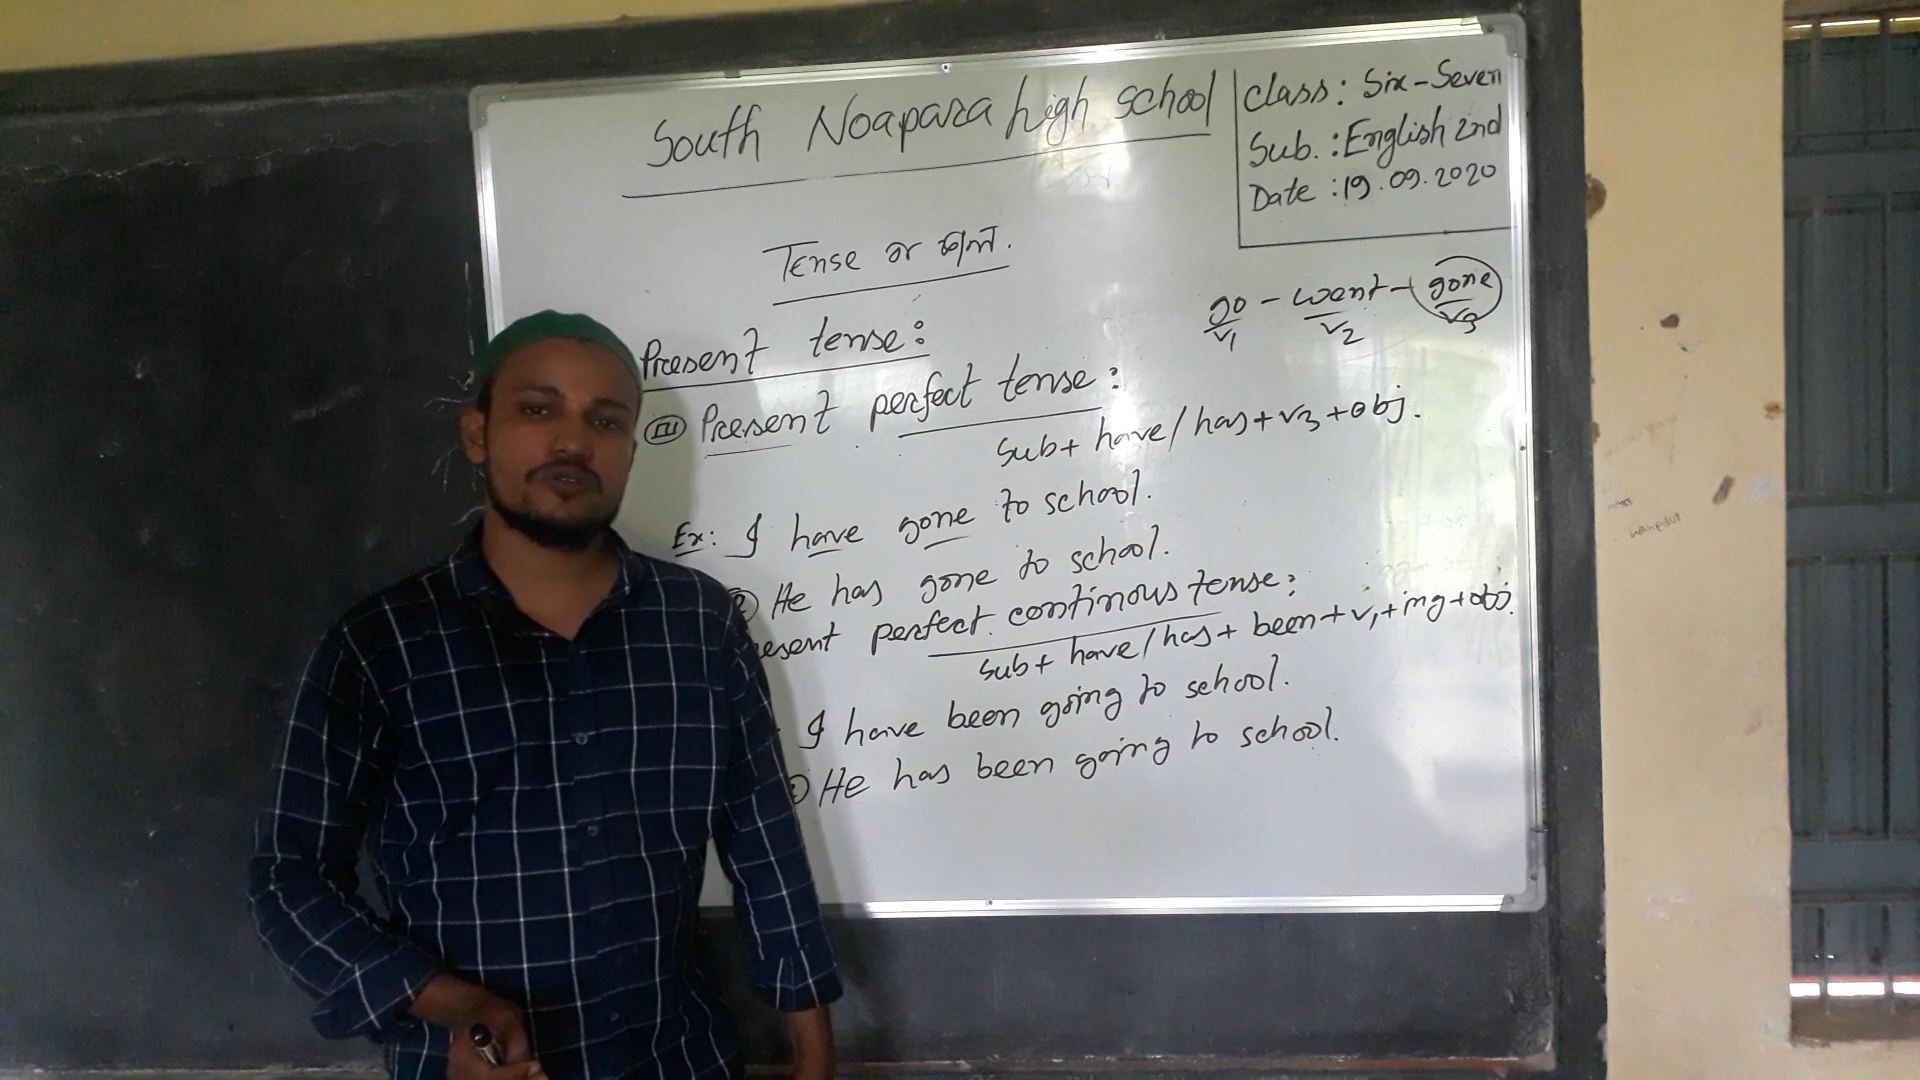 South Noapara high school
class: Six-Seven
Sub.: English 2nd
Date: 19.09.2020
Tense or কাল.
go - went - gone
v1 v2 v3
Present tense:
III Present perfect tense:
Sub + have/has + v3 + obj.
Ex: I have gone to school.
He has gone to school.
perfect continous tense:
Sub + have/has + been + v1 + ing + obj.
I have been going to school.
He has been going to school.